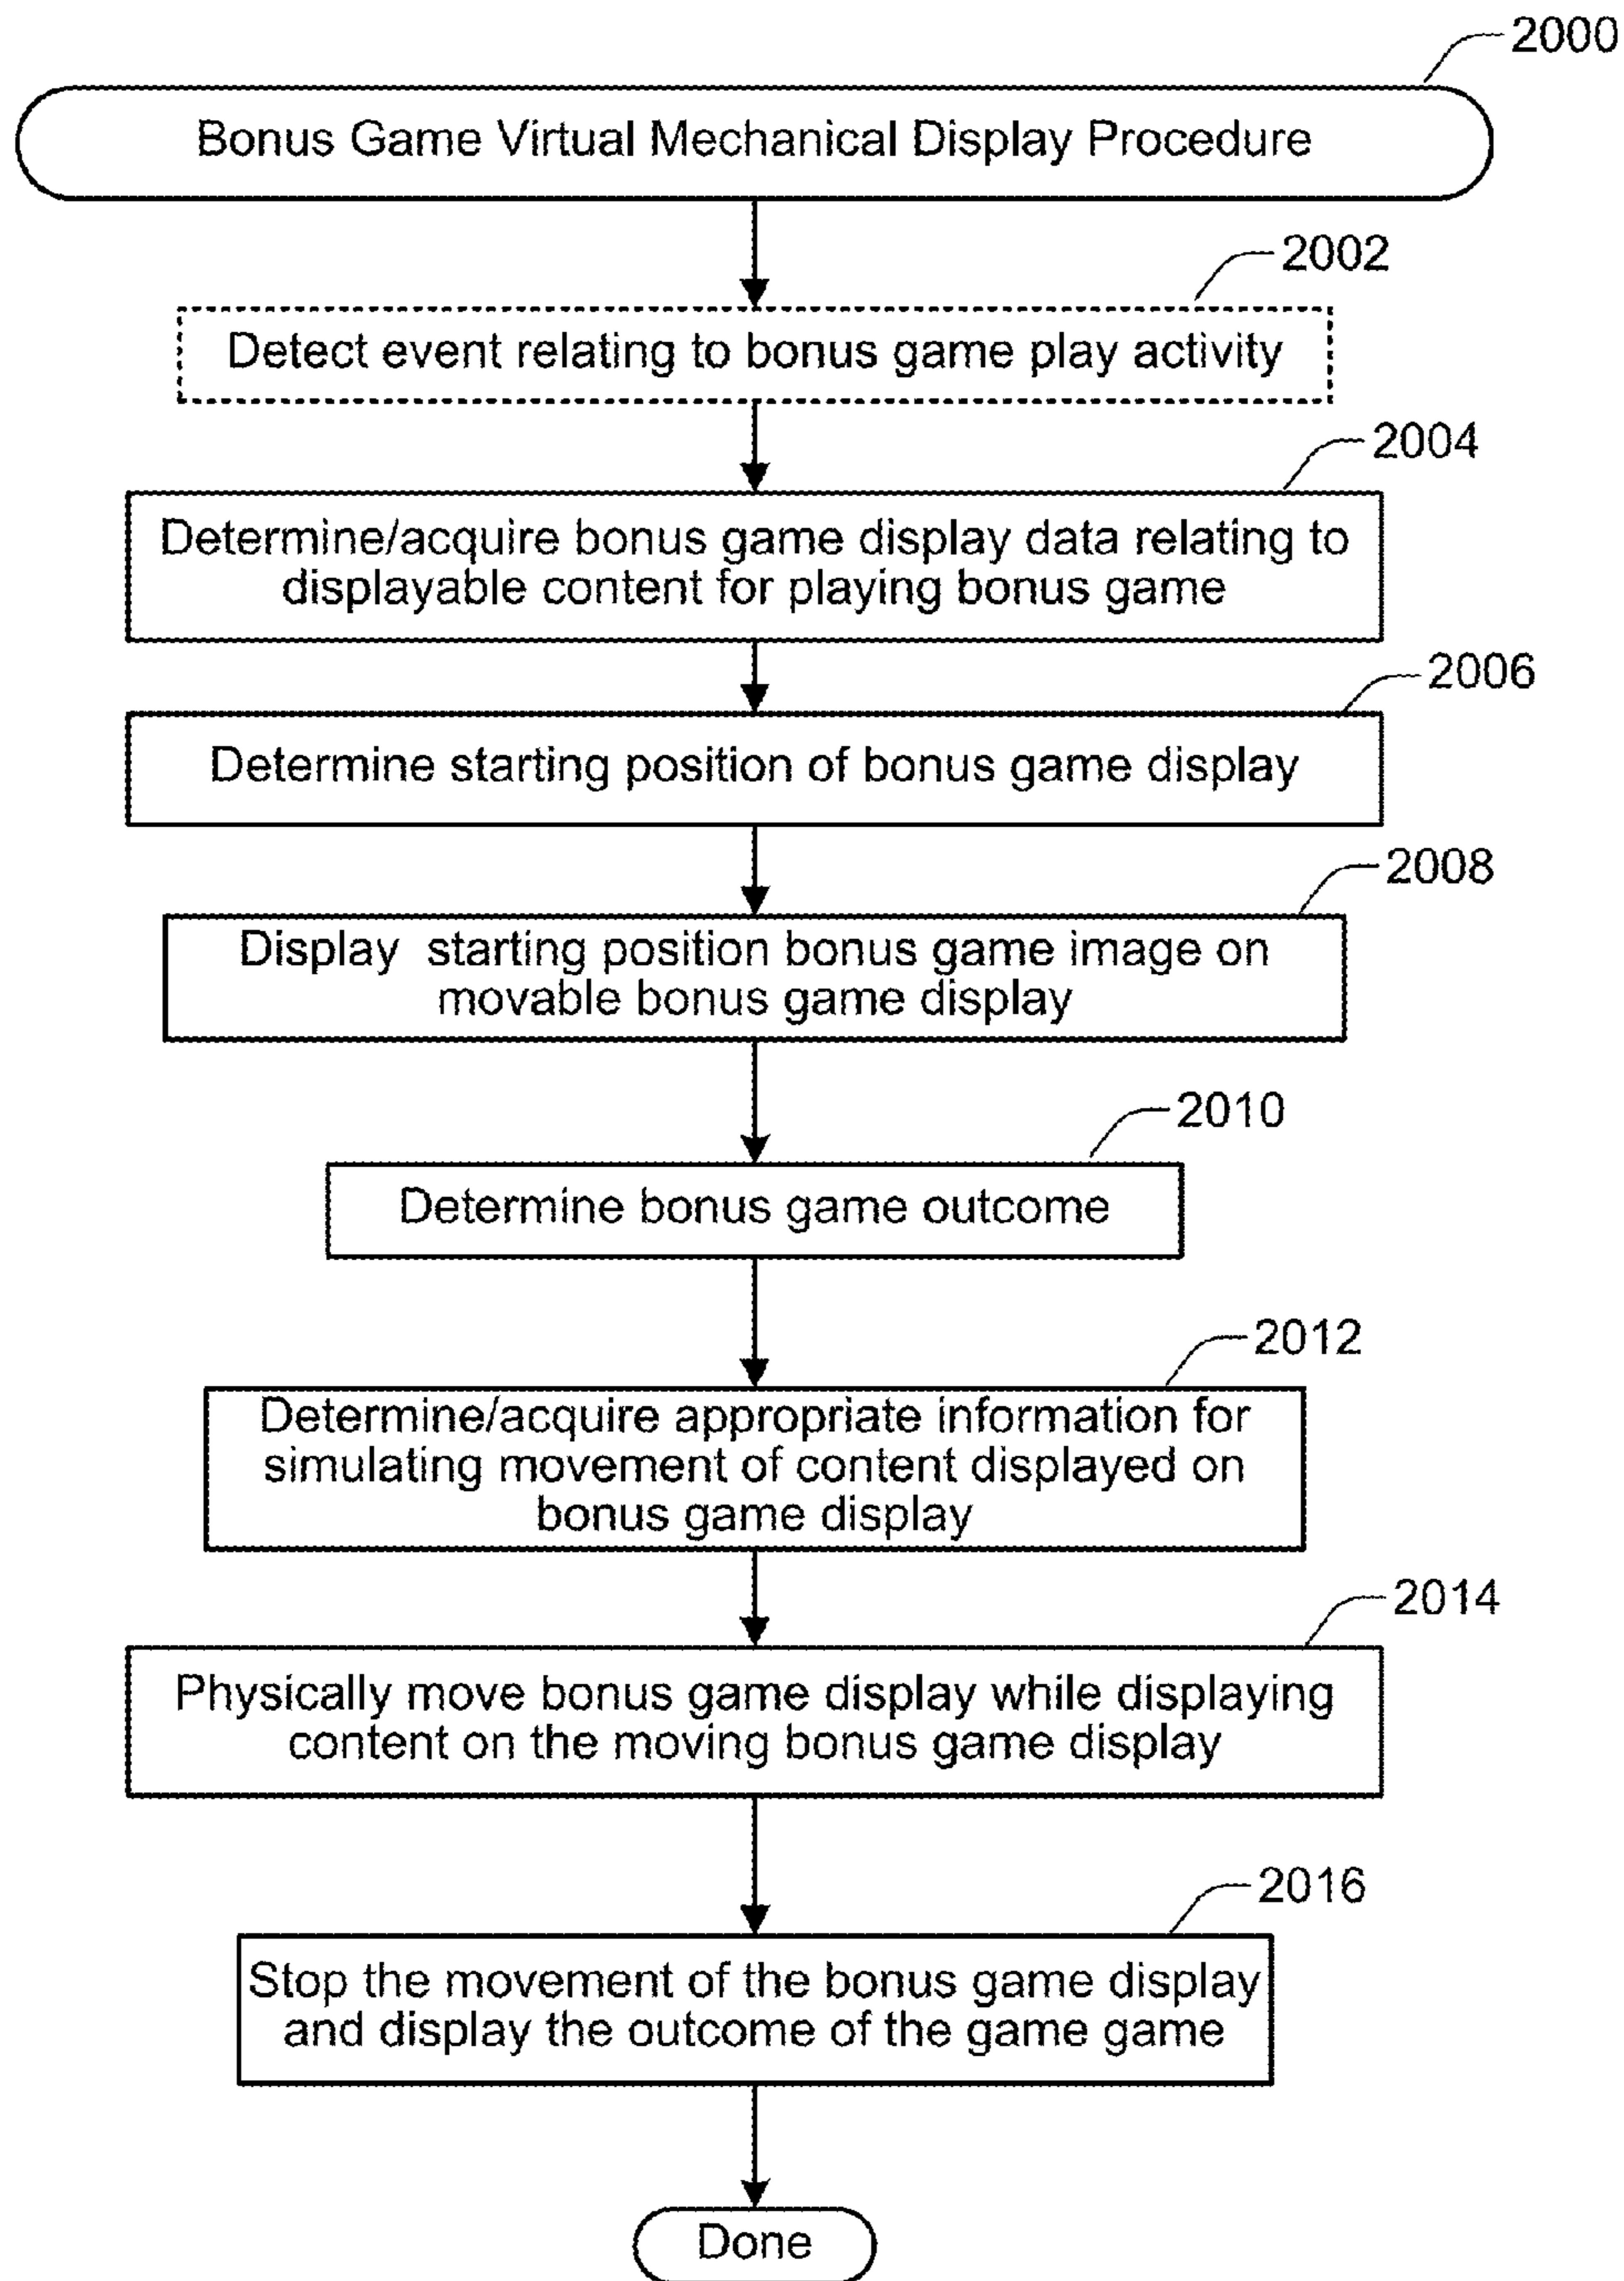 2000
Bonus Game Virtual Mechanical Display Procedure
2002
Detect event relating to bonus game play activity
2004
Determine/acquire bonus game display data relating to
displayable content for playing bonus game
2006
Determine starting position of bonus game display
2008
Display starting position bonus game image on
movable bonus game display
2010
Determine bonus game outcome
2012
Determine/acquire appropriate information for
simulating movement of content displayed on
bonus game display
2014
Physically move bonus game display while displaying
content on the moving bonus game display
2016
Stop the movement of the bonus game display
and display the outcome of the game game
Done